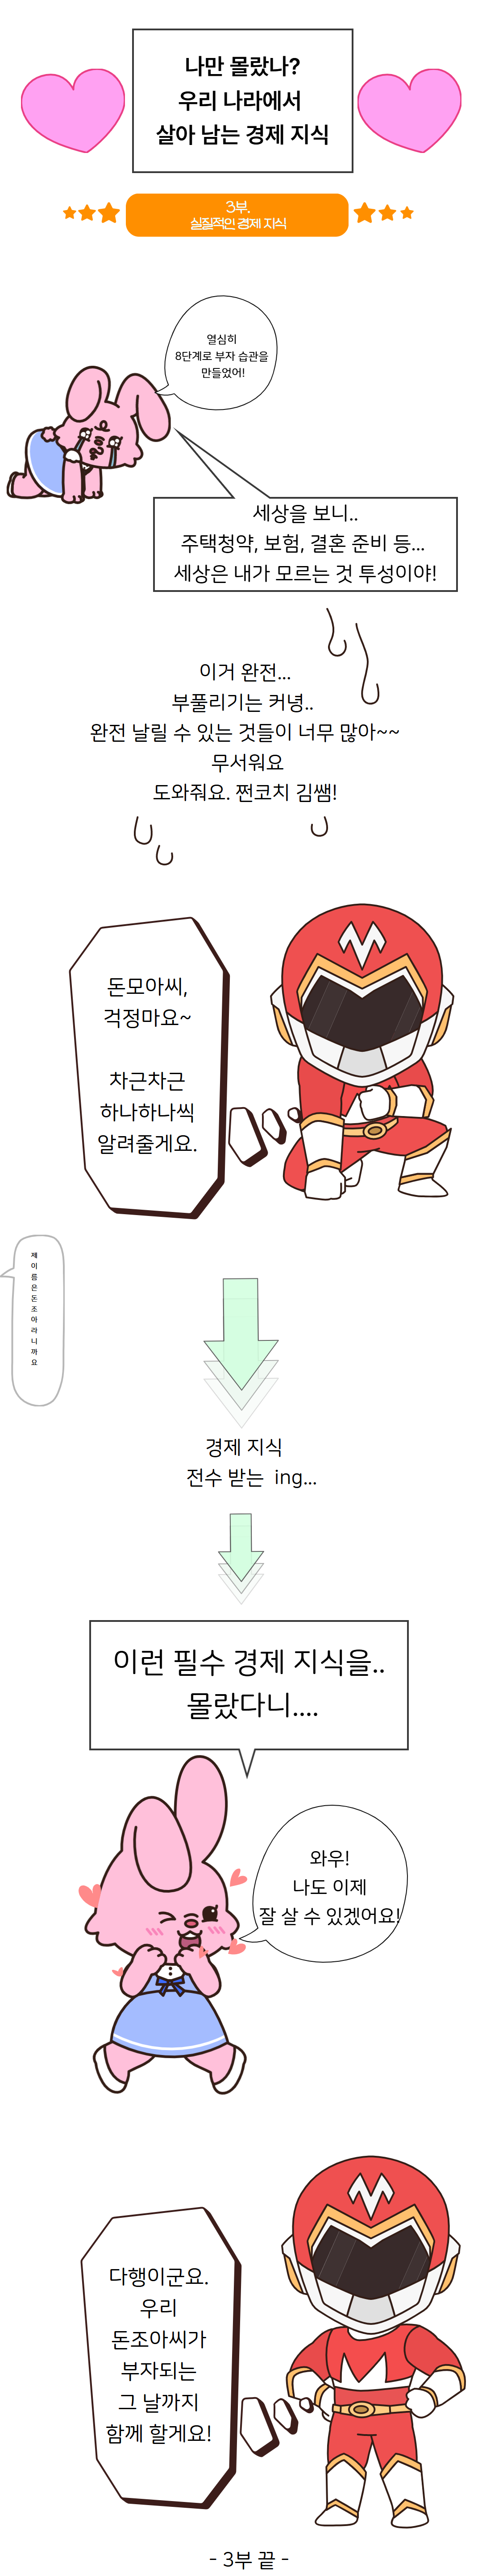 나만 몰랐나?
우리 나라에서
살아 남는 경제 지식
3부.
실질적인 경제 지식
열심히
8단계로 부자 습관을
만들었어!
세상을 보니..
주택청약, 보험, 결혼 준비 등...
세상은 내가 모르는 것 투성이야!
이거 완전...
부풀리기는 커녕..
완전 날릴 수 있는 것들이 너무 많아~~
무서워요
도와줘요. 쩐코치 김쌤!
돈모아씨,
걱정마요~
차근차근
하나하나씩
알려줄게요.
제
이
름
은
돈
조
아
라
니
까
요
경제 지식
전수 받는 ing...
이런 필수 경제 지식을..
몰랐다니....
와우!
나도 이제
잘 살 수 있겠어요!
다행이군요.
우리
돈조아씨가
부자되는
그 날까지
함께 할게요!
- 3부 끝 -